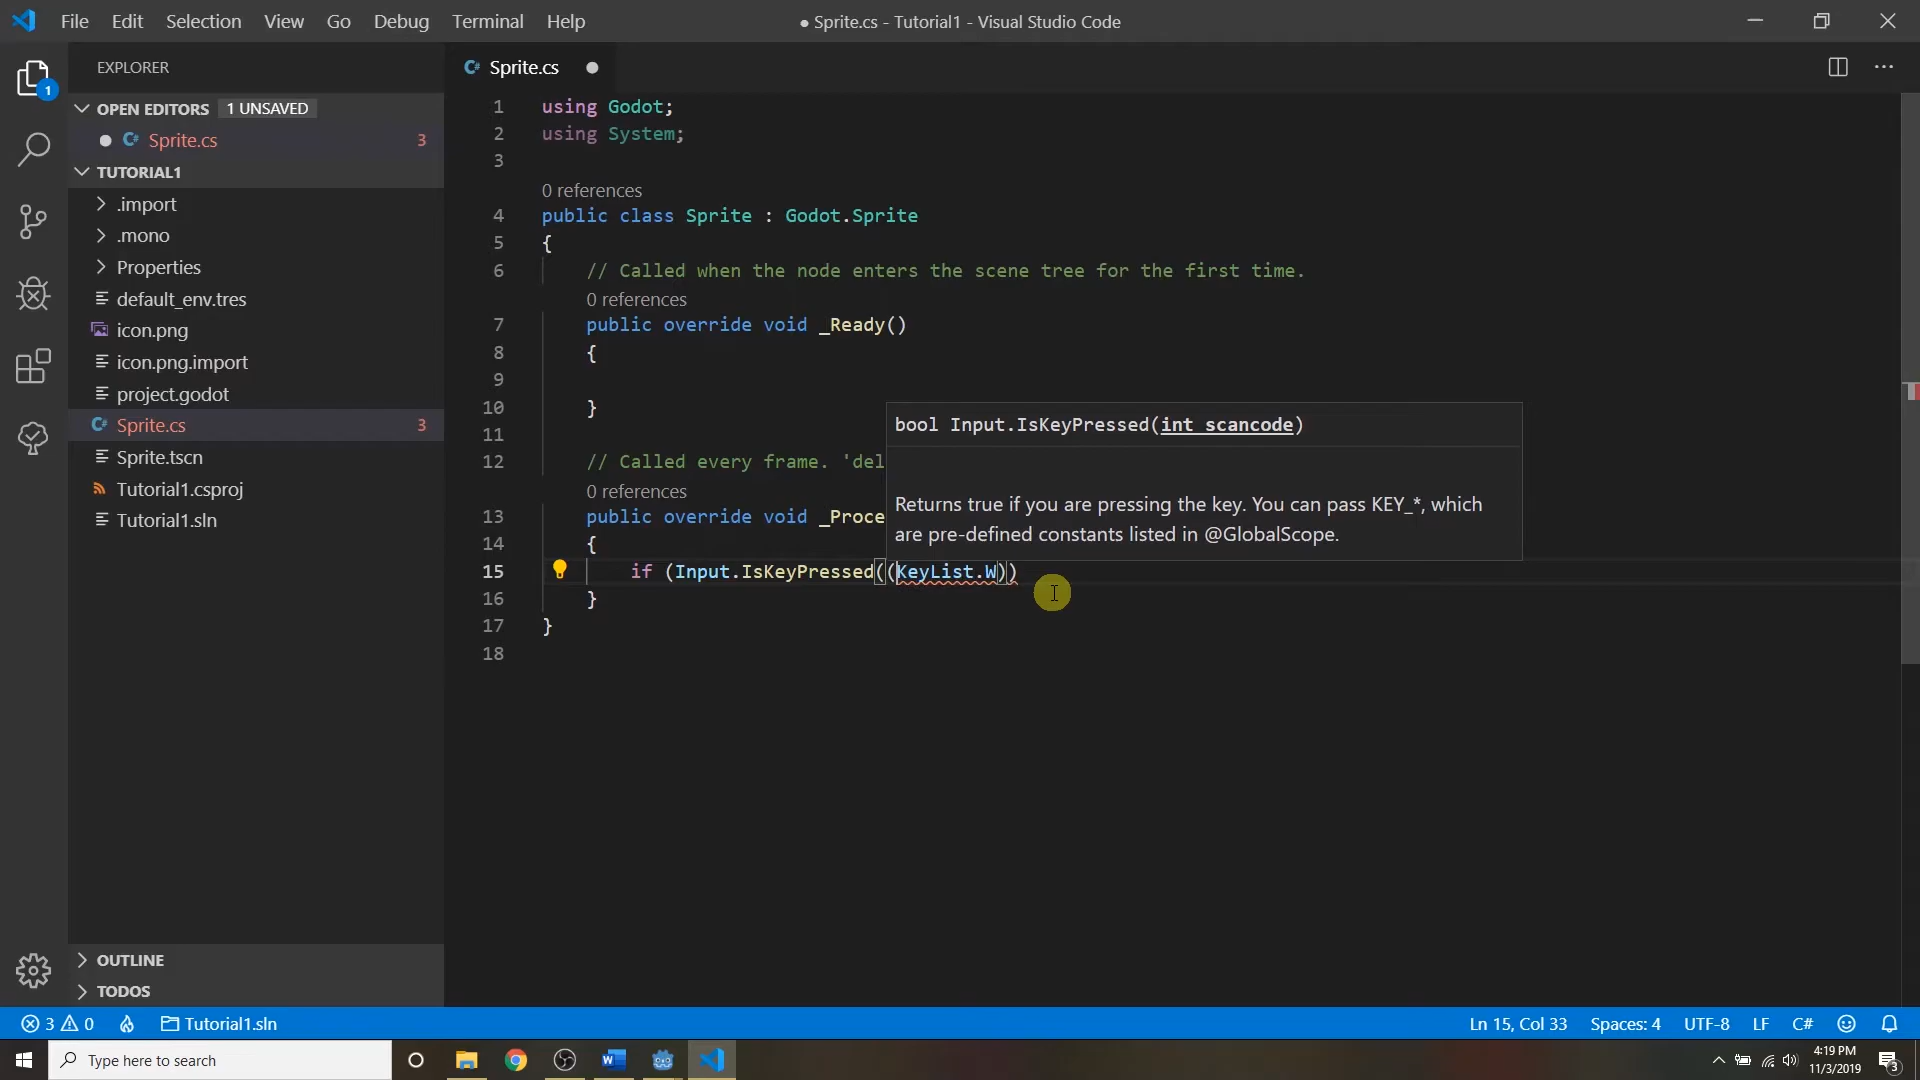 File Edit Selection View Go Debug Terminal Help
● Sprite.cs - Tutorial1 - Visual Studio Code
EXPLORER
OPEN EDITORS 1 UNSAVED
Sprite.cs 3
TUTORIAL1
.import
.mono
Properties
default_env.tres
icon.png
icon.png.import
project.godot
Sprite.cs 3
Sprite.tscn
Tutorial1.csproj
Tutorial1.sln
OUTLINE
TODOS
1
Sprite.cs
1 using Godot;
2 using System;
3
0 references
4 public class Sprite : Godot.Sprite
5 {
6 // Called when the node enters the scene tree for the first time.
0 references
7 public override void _Ready()
8 {
9
10 }
11
12 // Called every frame. 'del
0 references
13 public override void _Proce
14 {
15 if (Input.IsKeyPressed((KeyList.W))
16 }
17 }
18
bool Input.IsKeyPressed(int scancode)
Returns true if you are pressing the key. You can pass KEY_*, which
are pre-defined constants listed in @GlobalScope.
3 0 Tutorial1.sln
Ln 15, Col 33 Spaces: 4 UTF-8 LF C#
Type here to search
4:19 PM
11/3/2019
3